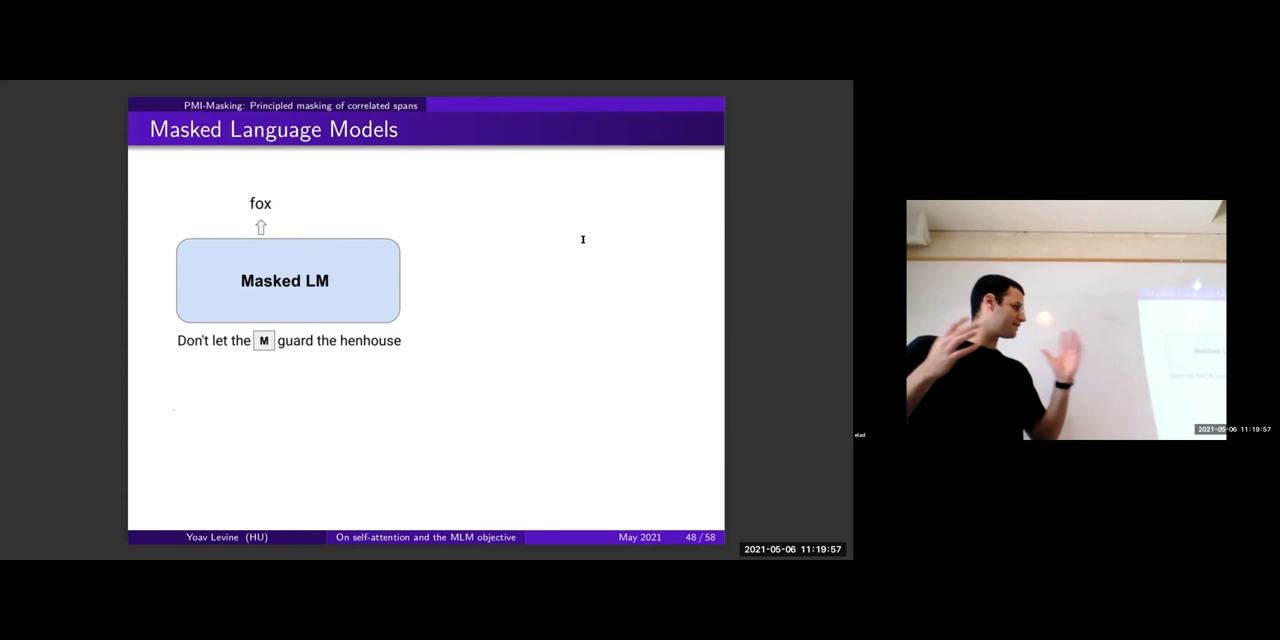 PMI-Masking: Principled masking of correlated spans
Masked Language Models
fox
Masked LM
Don't let the M guard the henhouse
Yoav Levine (HU) On self-attention and the MLM objective May 2021 48 / 58
2021-05-06 11:19:57
elad
2021-05-06 11:19:57